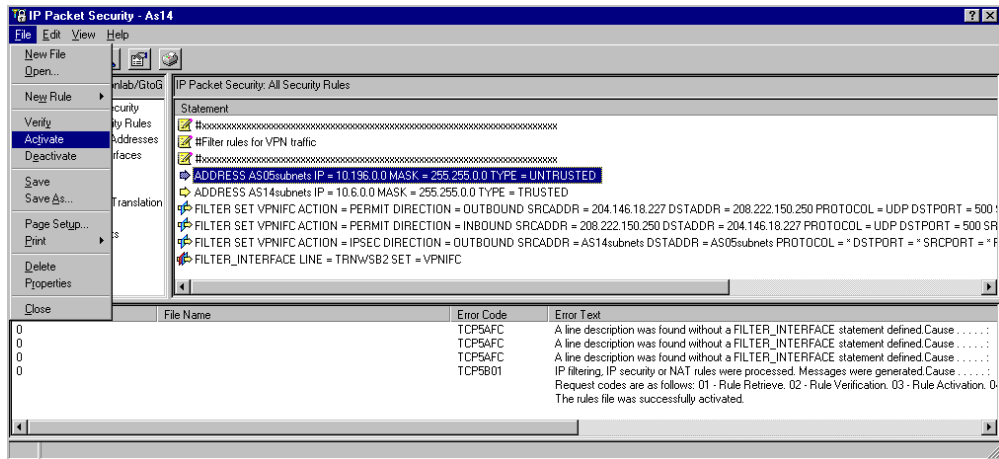 IP Packet Security - As14
File Edit View Help
New File
Open...
New Rule
Verify
Activate
Deactivate
Save
Save As...
Page Setup...
Print
Delete
Properties
Close
nlab/GtoG
curity
ity Rules
Addresses
rfaces
Translation
IP Packet Security: All Security Rules
Statement
#Filter rules for VPN traffic
ADDRESS AS05subnets IP = 10.196.0.0 MASK = 255.255.0.0 TYPE = UNTRUSTED
ADDRESS AS14subnets IP = 10.6.0.0 MASK = 255.255.0.0 TYPE = TRUSTED
FILTER SET VPNIFC ACTION = PERMIT DIRECTION = OUTBOUND SRCADDR = 204.146.18.227 DSTADDR = 208.222.150.250 PROTOCOL = UDP DSTPORT = 500 S
FILTER SET VPNIFC ACTION = PERMIT DIRECTION = INBOUND SRCADDR = 208.222.150.250 DSTADDR = 204.146.18.227 PROTOCOL = UDP DSTPORT = 500 SR
FILTER SET VPNIFC ACTION = IPSEC DIRECTION = OUTBOUND SRCADDR = AS14subnets DSTADDR = AS05subnets PROTOCOL = * DSTPORT = * SRCPORT = * F
FILTER_INTERFACE LINE = TRNWSB2 SET = VPNIFC
File Name Error Code Error Text
0 TCP5AFC A line description was found without a FILTER_INTERFACE statement defined.Cause . . . . . :
0 TCP5AFC A line description was found without a FILTER_INTERFACE statement defined.Cause . . . . . :
0 TCP5AFC A line description was found without a FILTER_INTERFACE statement defined.Cause . . . . . :
0 TCP5B01 IP filtering, IP security or NAT rules were processed. Messages were generated.Cause . . . . . :
Request codes are as follows: 01 - Rule Retrieve. 02 - Rule Verification. 03 - Rule Activation. 04
The rules file was successfully activated.